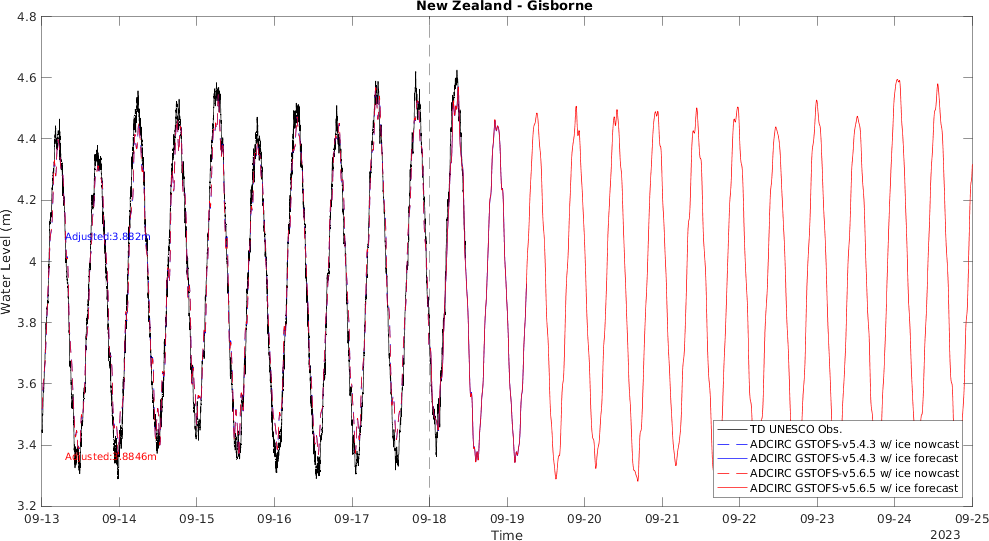 New Zealand - Gisborne
4.8
4.6
4.4
4.2
4
3.8
3.6
3.4
3.2
Water Level (m)
Adjusted:3.882m
Adjusted:3.8846m
TD UNESCO Obs.
ADCIRC GSTOFS-v5.4.3 w/ ice nowcast
ADCIRC GSTOFS-v5.4.3 w/ ice forecast
ADCIRC GSTOFS-v5.6.5 w/ ice nowcast
ADCIRC GSTOFS-v5.6.5 w/ ice forecast
09-13 09-14 09-15 09-16 09-17 09-18 09-19 09-20 09-21 09-22 09-23 09-24 09-25
Time
2023